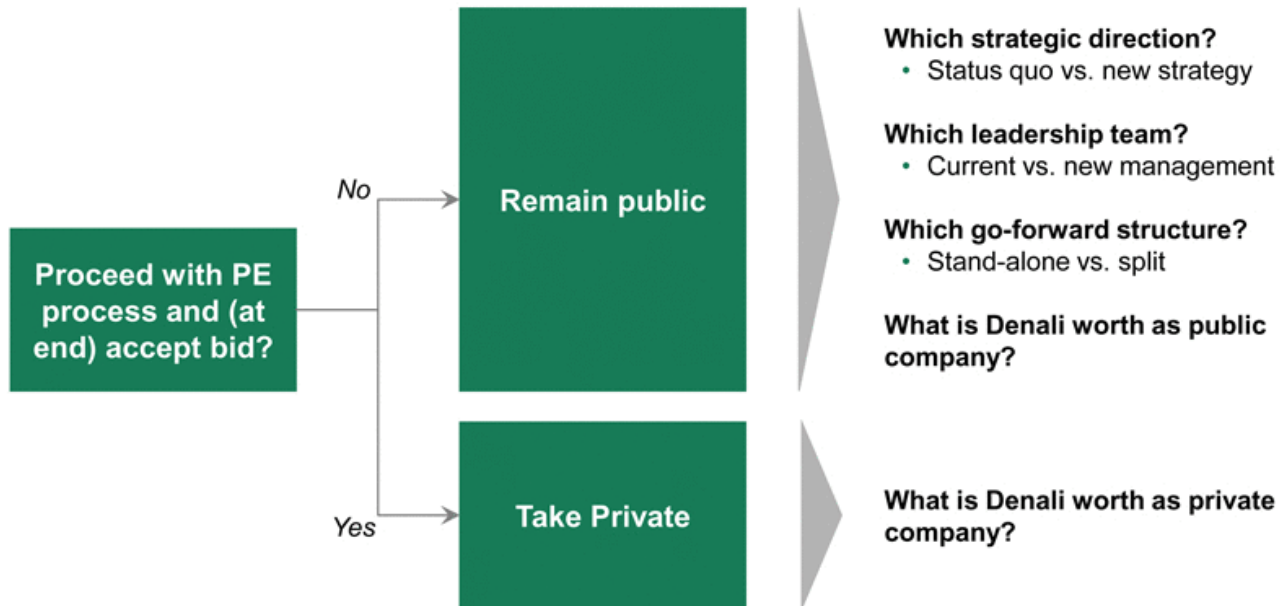 Proceed with PE
process and (at
end) accept bid?
No
Remain public
Which strategic direction?
• Status quo vs. new strategy
Which leadership team?
• Current vs. new management
Which go-forward structure?
• Stand-alone vs. split
What is Denali worth as public
company?
Yes
Take Private
What is Denali worth as private
company?